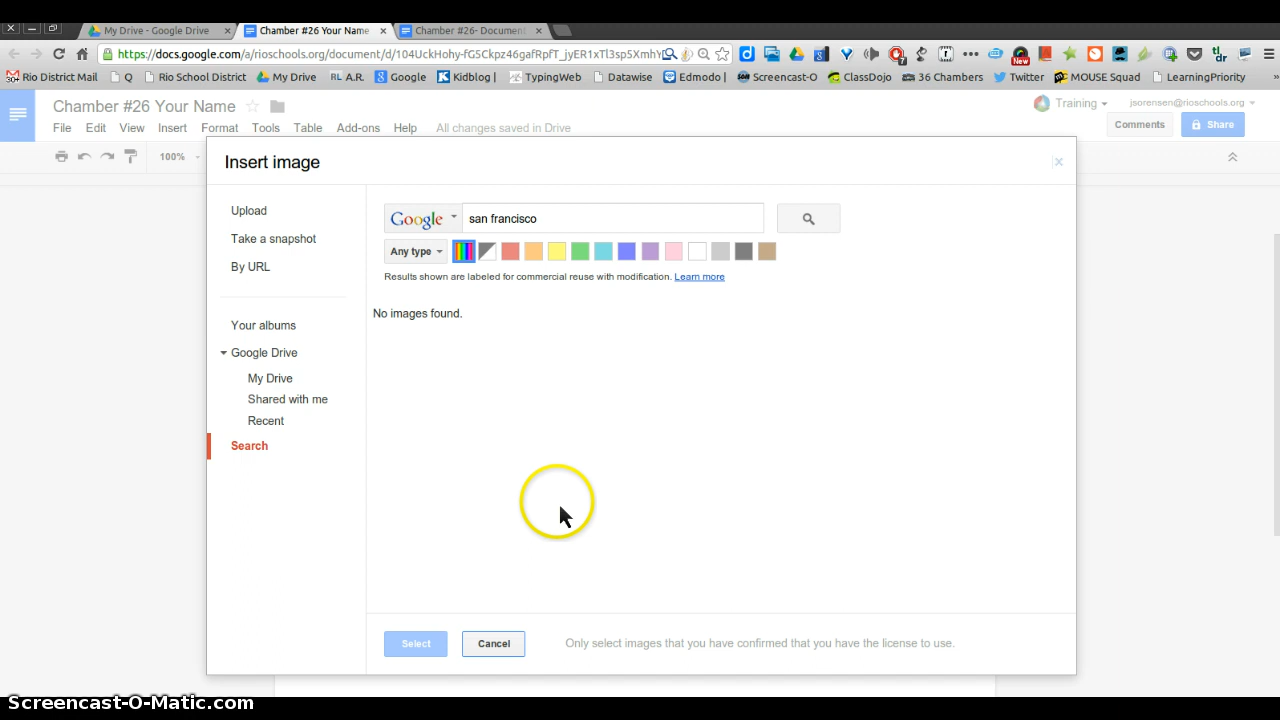 My Drive - Google Drive
Chamber #26 Your Name
Chamber #26- Document
https://docs.google.com/a/rioschools.org/document/d/104UckHohy-fG5Ckpz46gafRpfT_jyER1xTl3sp5XmhY
Rio District Mail
Q
Rio School District
My Drive
A.R.
Google
Kidblog |
TypingWeb
Datawise
Edmodo |
Screencast-O
ClassDojo
36 Chambers
Twitter
MOUSE Squad
LearningPriority
»
Chamber #26 Your Name
Training
jsorensen@rioschools.org
File Edit View Insert Format Tools Table Add-ons Help All changes saved in Drive
Comments
Share
100%
Insert image
Upload
Take a snapshot
By URL
Your albums
Google Drive
My Drive
Shared with me
Recent
Search
Google
san francisco
Any type
Results shown are labeled for commercial reuse with modification. Learn more
No images found.
Select
Cancel
Only select images that you have confirmed that you have the license to use.
Screencast-O-Matic.com